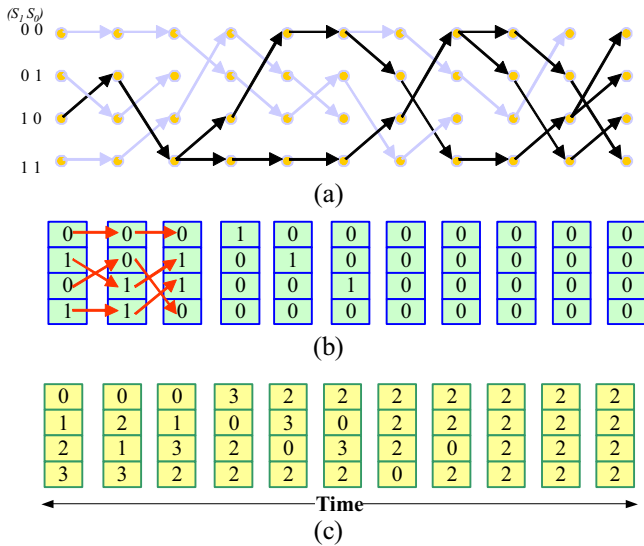 (S₁ S₀)
0 0
0 1
1 0
1 1
(a)
0 0 0 1 0 0 0 0 0 0 0
1 0 1 0 1 0 0 0 0 0 0
0 1 1 0 0 1 0 0 0 0 0
1 1 0 0 0 0 0 0 0 0 0
(b)
0 0 0 3 2 2 2 2 2 2 2
1 2 1 0 3 0 2 2 2 2 2
2 1 3 2 0 3 2 0 2 2 2
3 3 2 2 2 2 0 2 2 2 2
Time
(c)